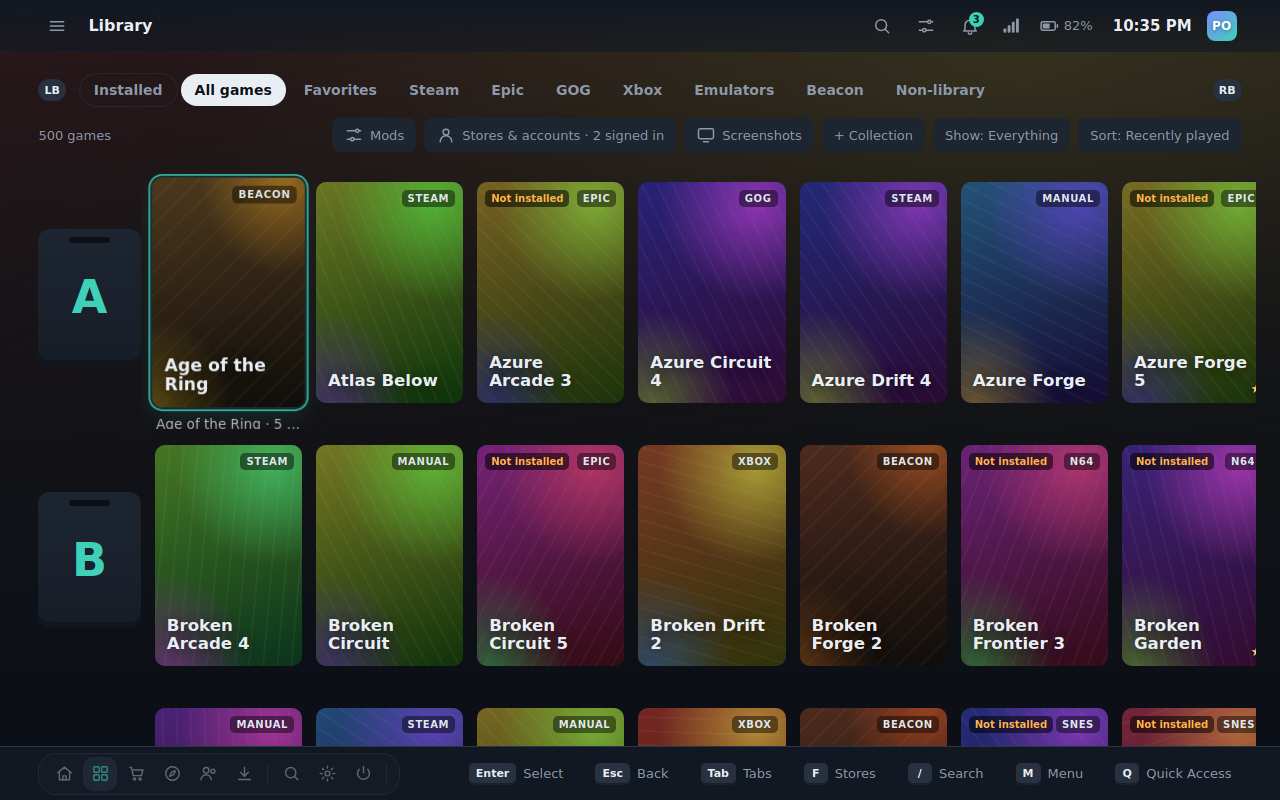 Library
3
82%
10:35 PM
PO
LB
Installed
All games
Favorites
Steam
Epic
GOG
Xbox
Emulators
Beacon
Non-library
RB
500 games
Mods
Stores & accounts · 2 signed in
Screenshots
+ Collection
Show: Everything
Sort: Recently played
A
BEACON
Age of the
Ring
Age of the Ring · 5 ...
STEAM
Atlas Below
Not installed
EPIC
Azure
Arcade 3
GOG
Azure Circuit
4
STEAM
Azure Drift 4
MANUAL
Azure Forge
Not installed
EPIC
Azure Forge
5
B
STEAM
Broken
Arcade 4
MANUAL
Broken
Circuit
Not installed
EPIC
Broken
Circuit 5
XBOX
Broken Drift
2
BEACON
Broken
Forge 2
Not installed
N64
Broken
Frontier 3
Not installed
N64
Broken
Garden
MANUAL
STEAM
MANUAL
XBOX
BEACON
Not installed
SNES
Not installed
SNES
Enter Select
Esc Back
Tab Tabs
F Stores
/ Search
M Menu
Q Quick Access